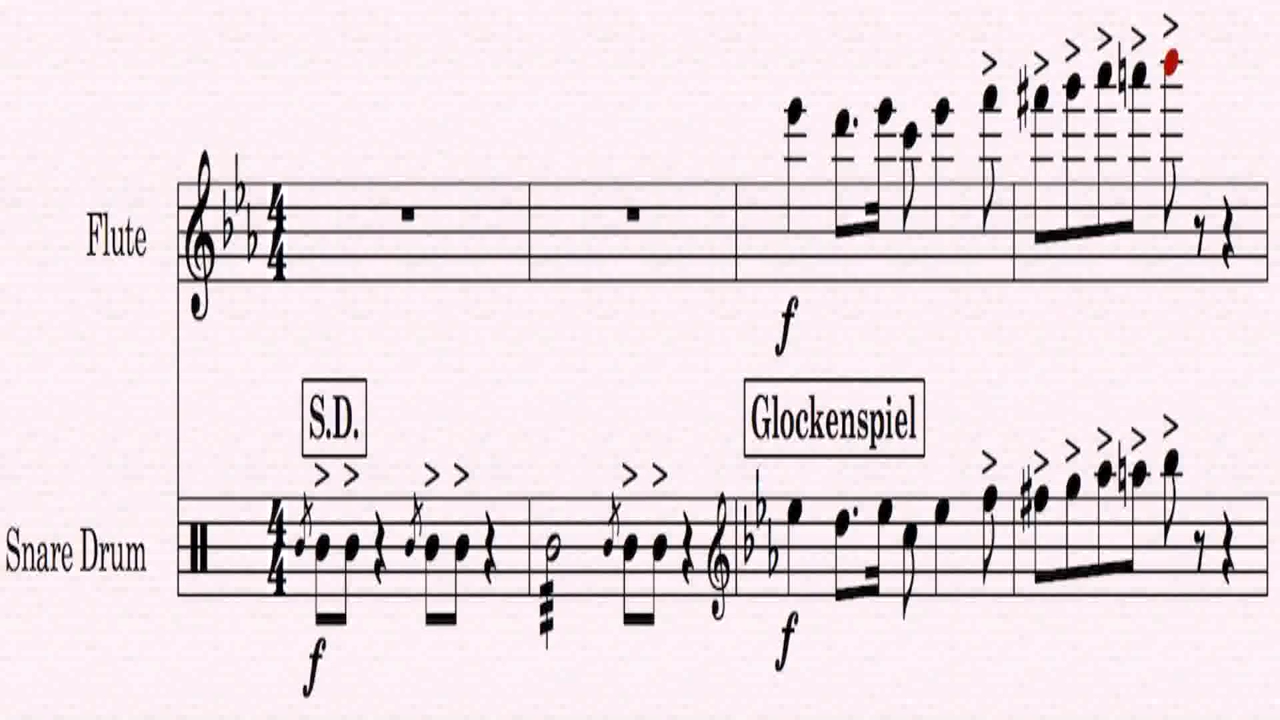 Flute
f
S.D.
Glockenspiel
Snare Drum
f
f